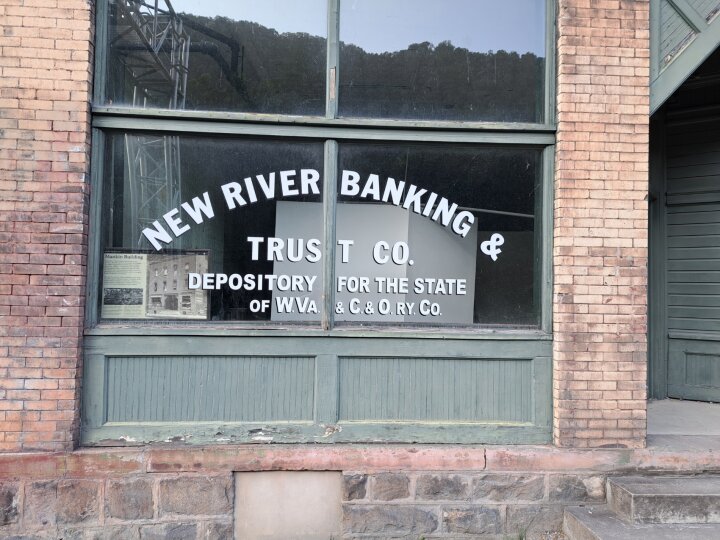 NEW RIVER BANKING &
TRUST CO.
DEPOSITORY FOR THE STATE
OF W.VA. & C. & O. RY. CO.
Mankin Building